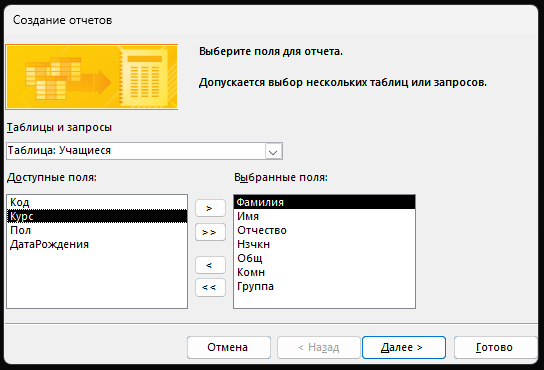 Создание отчетов
Выберите поля для отчета.
Допускается выбор нескольких таблиц или запросов.
Таблицы и запросы
Таблица: Учащиеся
Доступные поля:
Выбранные поля:
Код
Курс
Пол
ДатаРождения
>
>>
<
<<
Фамилия
Имя
Отчество
Нзчкн
Общ
Комн
Группа
Отмена
< Назад
Далее >
Готово